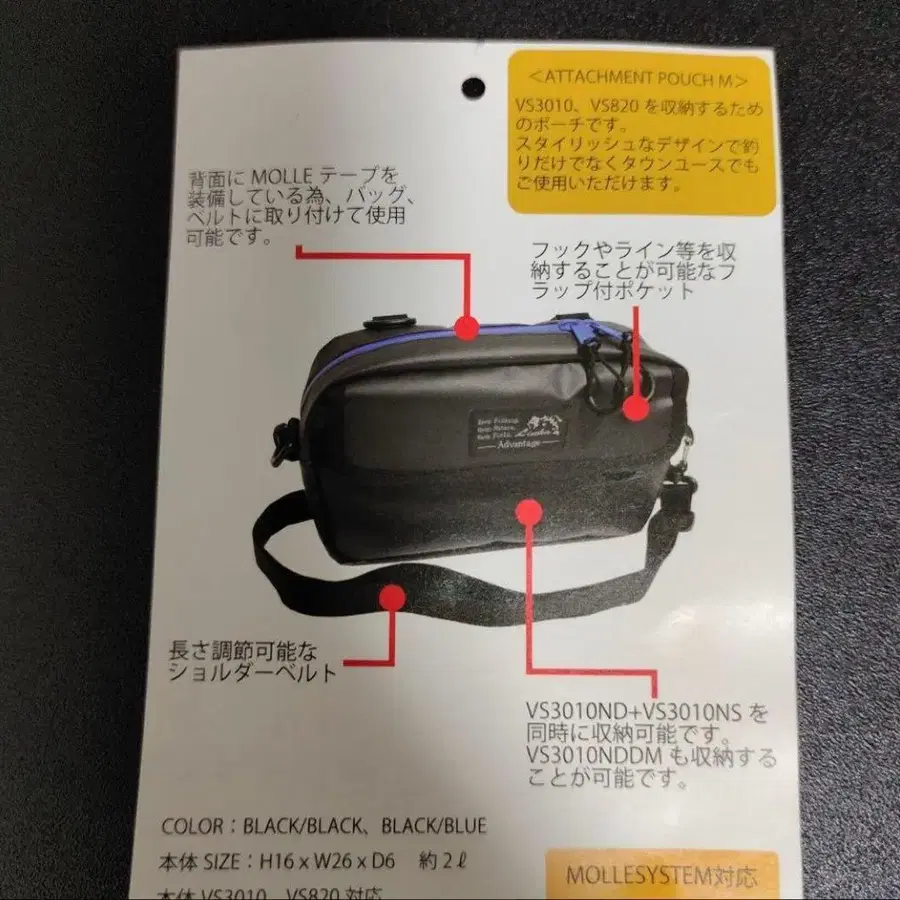 ＜ATTACHMENT POUCH M＞
VS3010、VS820 を収納するため
のポーチです。
スタイリッシュなデザインで釣
りだけでなくタウンユースでも
ご使用いただけます。
背面に MOLLE テープを
装備している為、バッグ、
ベルトに取り付けて使用
可能です。
フックやライン等を収
納することが可能なフ
ラップ付ポケット
Advantage
長さ調節可能な
ショルダーベルト
VS3010ND+VS3010NS を
同時に収納可能です。
VS3010NDDM も収納する
ことが可能です。
COLOR：BLACK/BLACK、BLACK/BLUE
本体 SIZE：H16 x W26 x D6 約 2ℓ
本体 VS3010、VS820 対応
MOLLESYSTEM対応